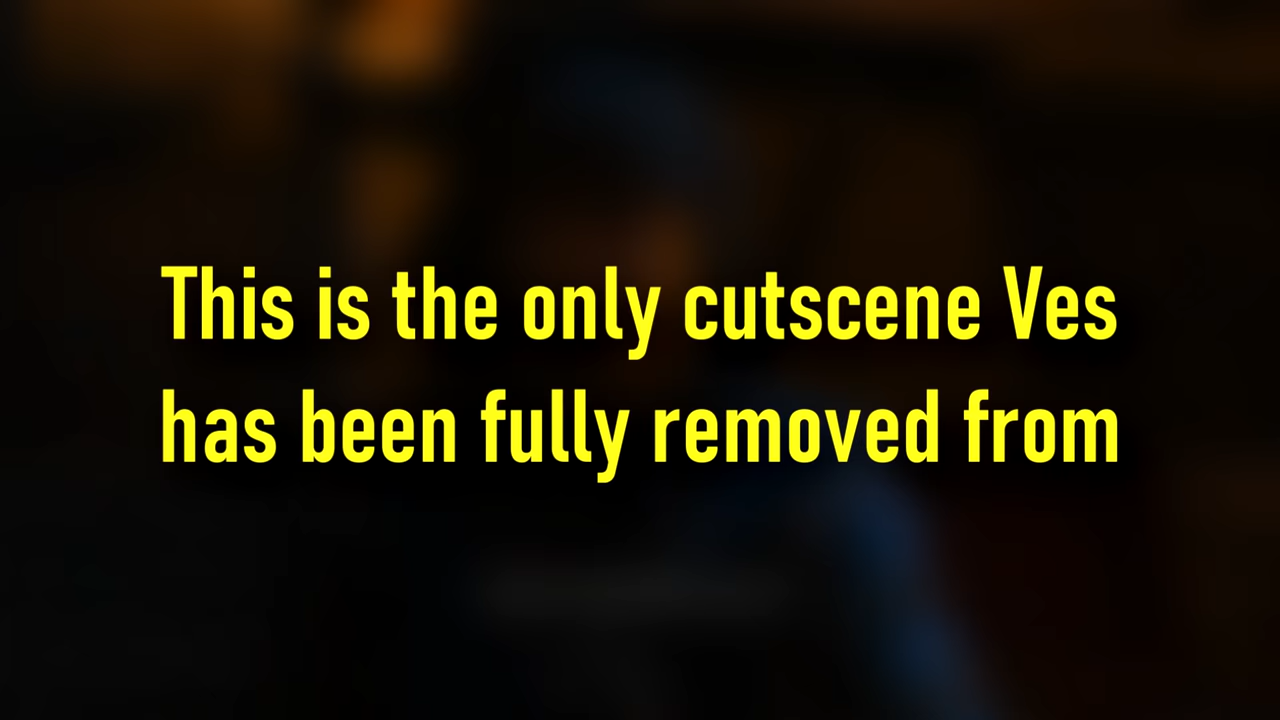 This is the only cutscene Ves
has been fully removed from